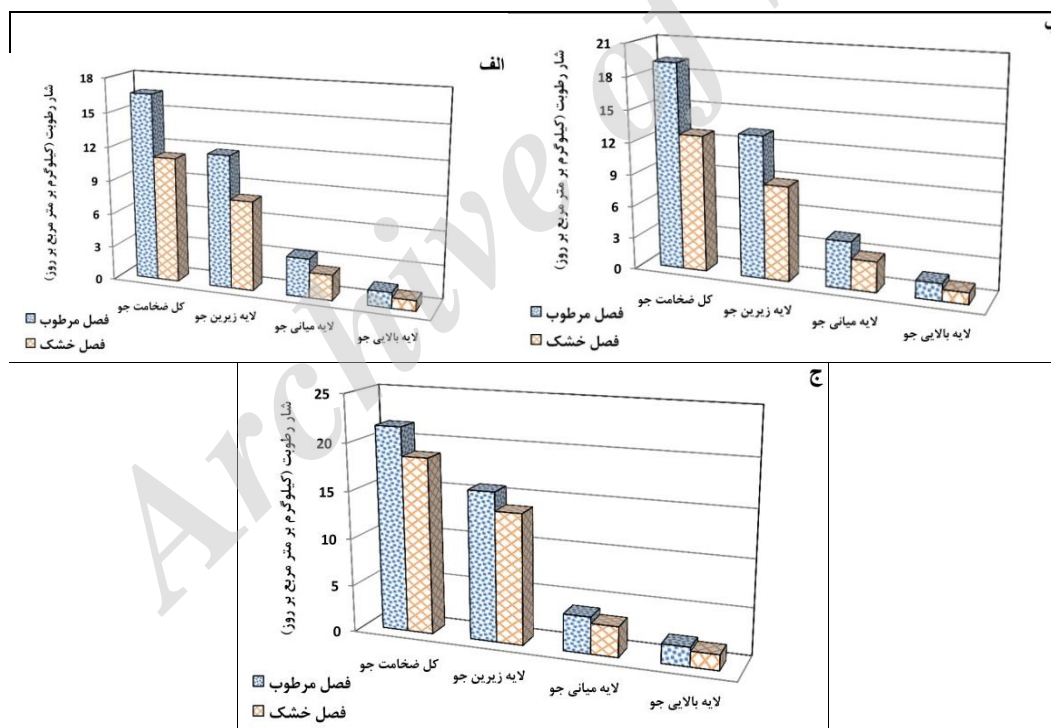 الف
شار رطوبت (کیلوگرم بر متر مربع بر روز)
18
15
12
9
6
3
0
کل ضخامت جو
لایه زیرین جو
لایه میانی جو
لایه بالایی جو
فصل مرطوب
فصل خشک
شار رطوبت (کیلوگرم بر متر مربع بر روز)
21
18
15
12
9
6
3
0
کل ضخامت جو
لایه زیرین جو
لایه میانی جو
لایه بالایی جو
فصل مرطوب
فصل خشک
ج
شار رطوبت (کیلوگرم بر متر مربع بر روز)
25
20
15
10
5
0
کل ضخامت جو
لایه زیرین جو
لایه میانی جو
لایه بالایی جو
فصل مرطوب
فصل خشک
Archive of